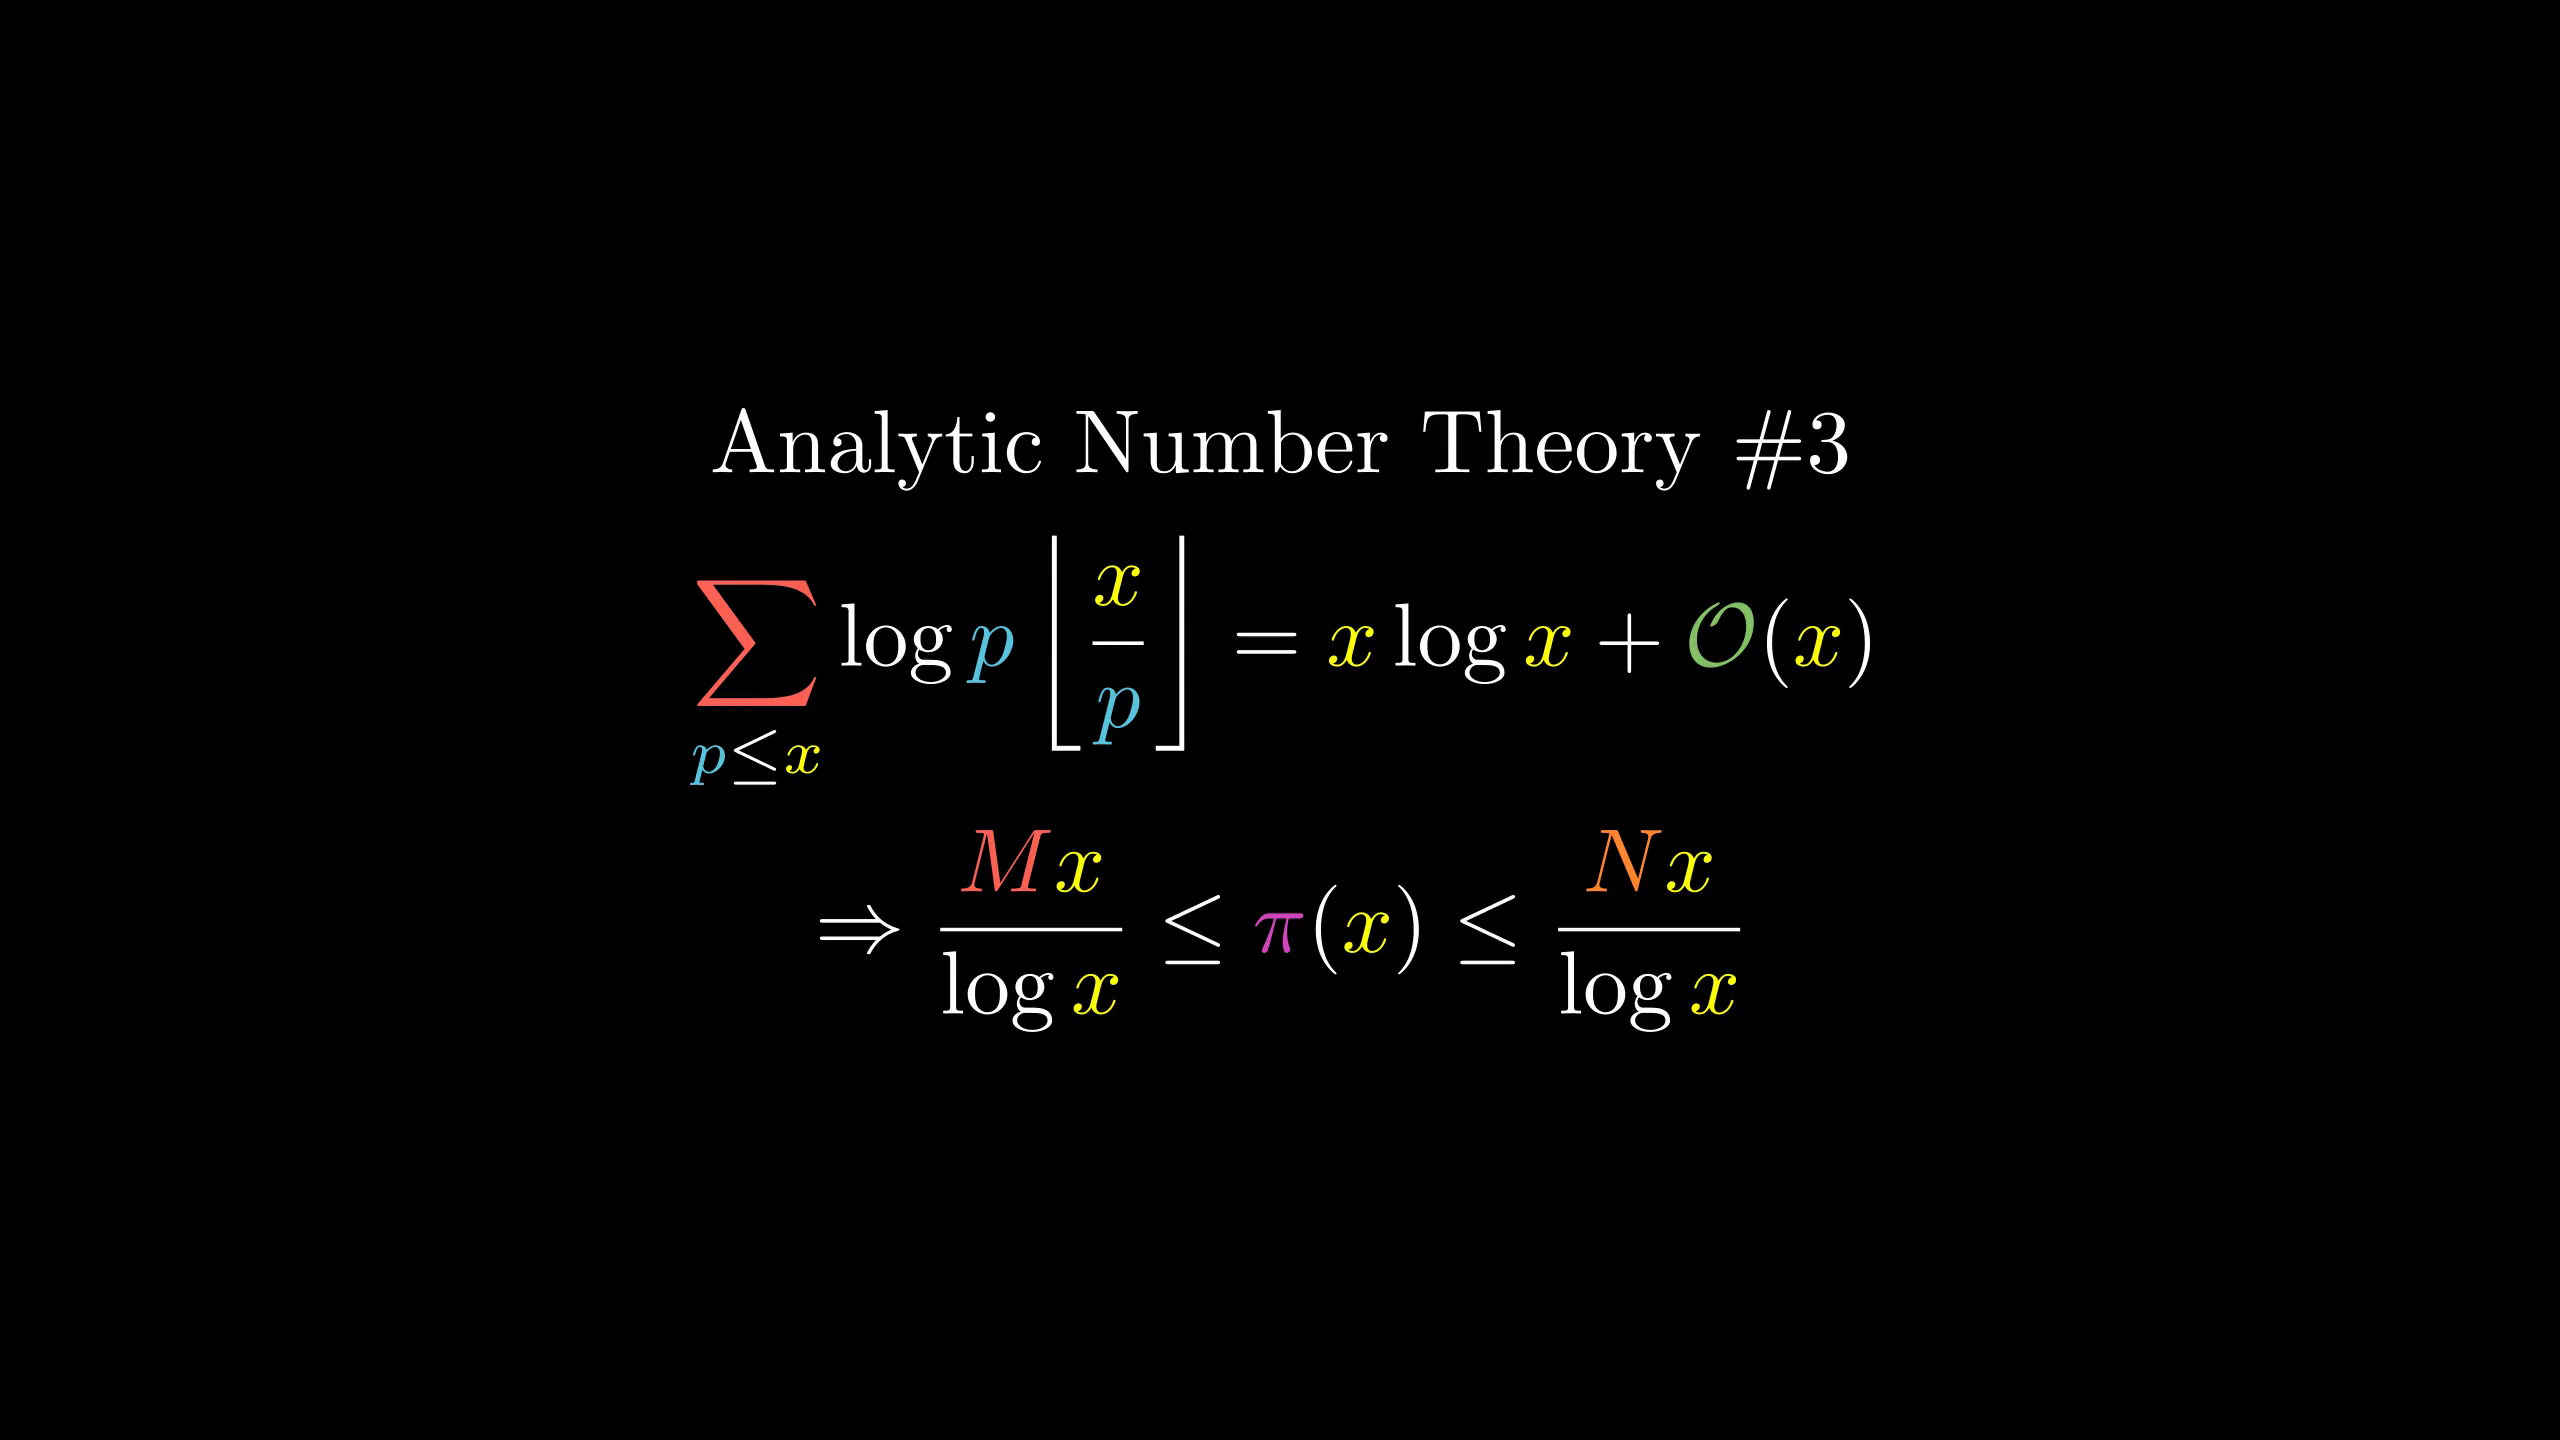 Analytic Number Theory #3
\sum_{p \leq x} \log p \left\lfloor \frac{x}{p} \right\rfloor = x \log x + \mathcal{O}(x)
\Rightarrow \frac{Mx}{\log x} \leq \pi(x) \leq \frac{Nx}{\log x}